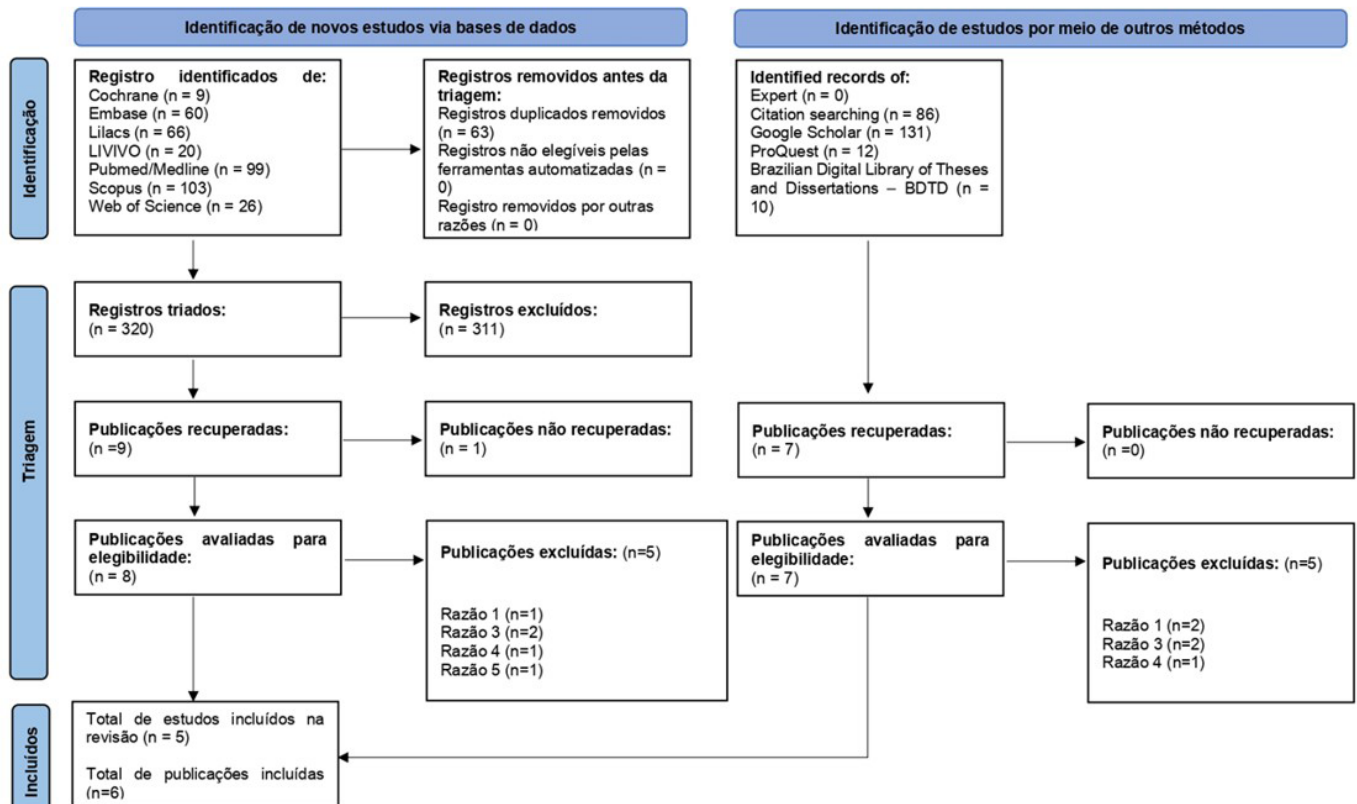 Identificação de novos estudos via bases de dados
Identificação de estudos por meio de outros métodos
Identificação
Registro identificados de:
Cochrane (n = 9)
Embase (n = 60)
Lilacs (n = 66)
LIVIVO (n = 20)
Pubmed/Medline (n = 99)
Scopus (n = 103)
Web of Science (n = 26)
Registros removidos antes da
triagem:
Registros duplicados removidos
(n = 63)
Registros não elegíveis pelas
ferramentas automatizadas (n =
0)
Registro removidos por outras
razões (n = 0)
Identified records of:
Expert (n = 0)
Citation searching (n = 86)
Google Scholar (n = 131)
ProQuest (n = 12)
Brazilian Digital Library of Theses
and Dissertations – BDTD (n =
10)
Triagem
Registros triados:
(n = 320)
Registros excluídos:
(n = 311)
Publicações recuperadas:
(n =9)
Publicações não recuperadas:
(n = 1)
Publicações recuperadas:
(n = 7)
Publicações não recuperadas:
(n =0)
Publicações avaliadas para
elegibilidade:
(n = 8)
Publicações excluídas: (n=5)
Razão 1 (n=1)
Razão 3 (n=2)
Razão 4 (n=1)
Razão 5 (n=1)
Publicações avaliadas para
elegibilidade:
(n = 7)
Publicações excluídas: (n=5)
Razão 1 (n=2)
Razão 3 (n=2)
Razão 4 (n=1)
Incluídos
Total de estudos incluídos na
revisão (n = 5)
Total de publicações incluídas
(n=6)